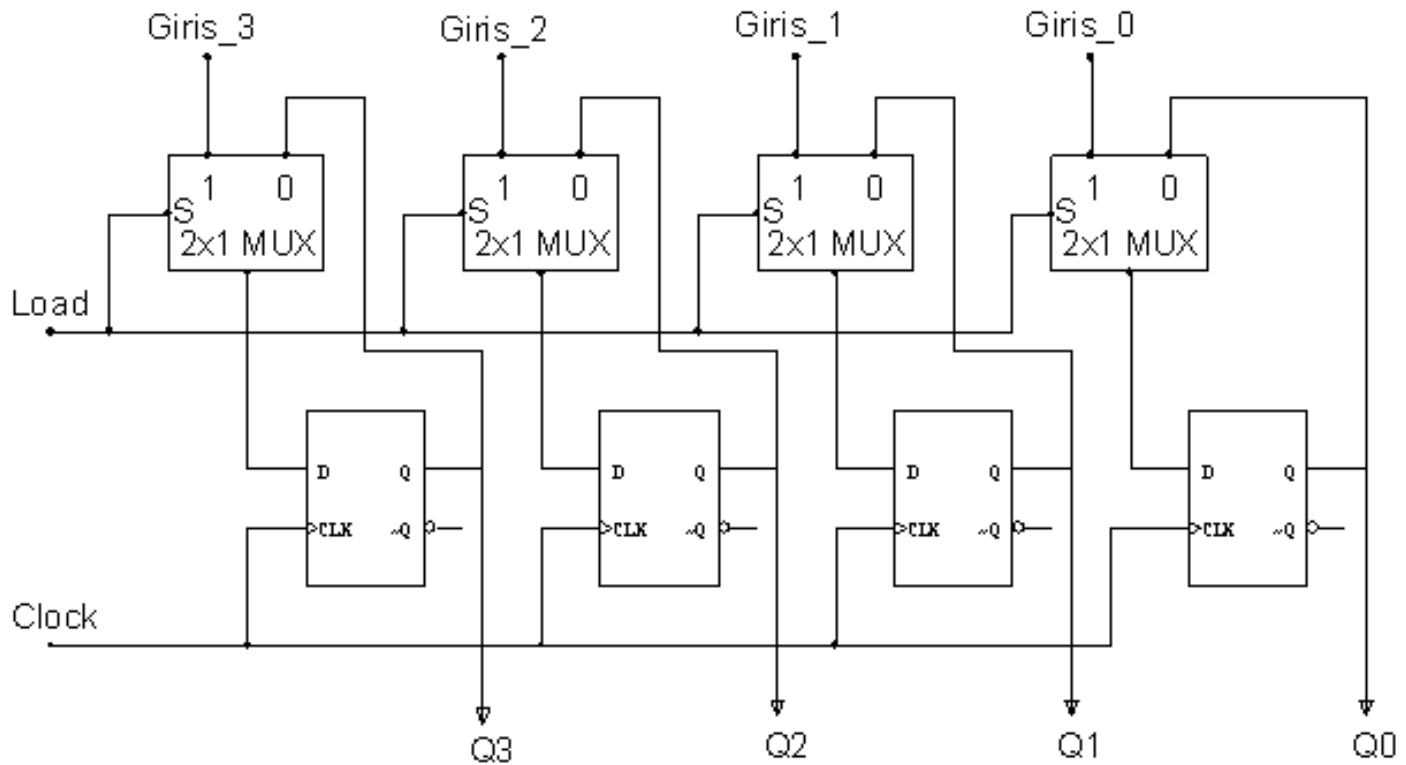 Giris_3 Giris_2 Giris_1 Giris_0
1 0 1 0 1 0 1 0
S S S S
2x1 MUX 2x1 MUX 2x1 MUX 2x1 MUX
Load
D Q D Q D Q D Q
CLK ~Q CLK ~Q CLK ~Q CLK ~Q
Clock
Q3 Q2 Q1 Q0